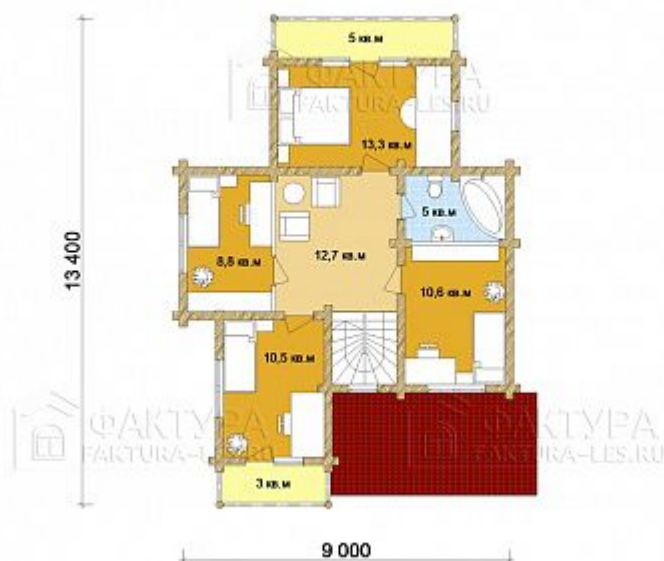 5 кв.м
ФАКТУРА
FAKTURA-LES.RU
13,3 кв.м
5 кв.м
8,8 кв.м
12,7 кв.м
13 400
10,6 кв.м
10,5 кв.м
ФАКТУРА
FAKTURA-LES.RU
ФАКТУРА
FAKTURA-LES.RU
3 кв.м
9 000